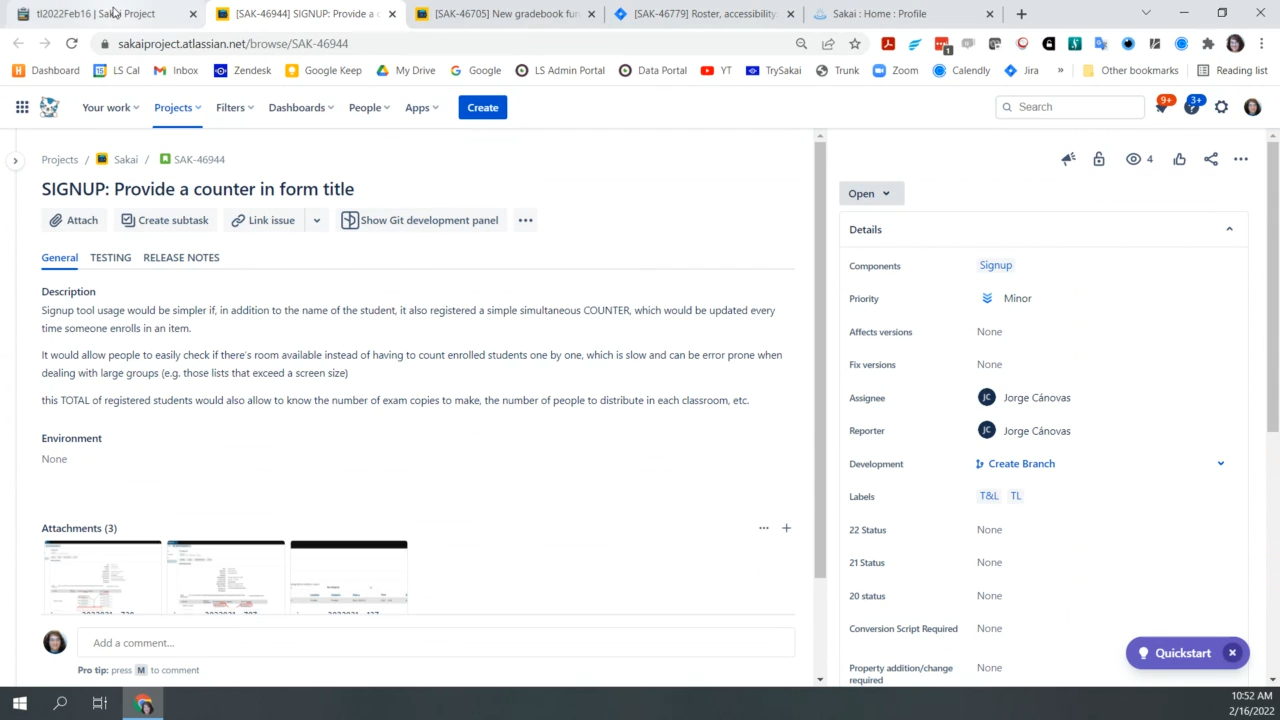 tl2022Feb16 | Sakai Project
[SAK-46944] SIGNUP: Provide a c
[SAK-46705] New gradebook fun
[SAK-46779] Roster, accessibility:
Sakai : Home : Profile
sakaiproject.atlassian.net/browse/SAK-46944
1
Dashboard
LS Cal
Inbox
Zendesk
Google Keep
My Drive
Google
LS Admin Portal
Data Portal
YT
TrySakai
Trunk
Zoom
Calendly
Jira
»
Other bookmarks
Reading list
Your work
Projects
Filters
Dashboards
People
Apps
Create
Search
9+
3+
Projects / Sakai / SAK-46944
4
SIGNUP: Provide a counter in form title
Open
Attach
Create subtask
Link issue
Show Git development panel
General
TESTING
RELEASE NOTES
Description
Signup tool usage would be simpler if, in addition to the name of the student, it also registered a simple simultaneous COUNTER, which would be updated every
time someone enrolls in an item.
It would allow people to easily check if there's room available instead of having to count enrolled students one by one, which is slow and can be error prone when
dealing with large groups (e.g. those lists that exceed a screen size)
this TOTAL of registered students would also allow to know the number of exam copies to make, the number of people to distribute in each classroom, etc.
Environment
None
Attachments (3)
Add a comment...
Pro tip: press M to comment
Details
Components
Signup
Priority
Minor
Affects versions
None
Fix versions
None
Assignee
JC
Jorge Cánovas
Reporter
JC
Jorge Cánovas
Development
Create Branch
Labels
T&L
TL
22 Status
None
21 Status
None
20 status
None
Conversion Script Required
None
Property addition/change
required
None
Quickstart
10:52 AM
2/16/2022